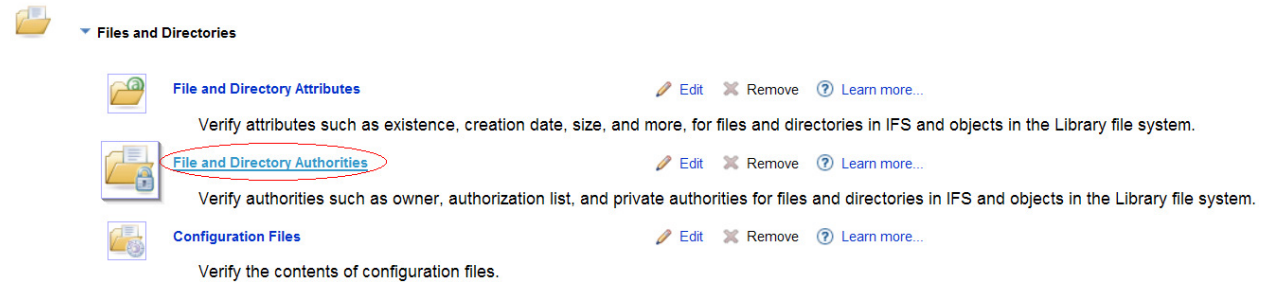 Files and Directories
File and Directory Attributes Edit Remove Learn more...
Verify attributes such as existence, creation date, size, and more, for files and directories in IFS and objects in the Library file system.
File and Directory Authorities Edit Remove Learn more...
Verify authorities such as owner, authorization list, and private authorities for files and directories in IFS and objects in the Library file system.
Configuration Files Edit Remove Learn more...
Verify the contents of configuration files.